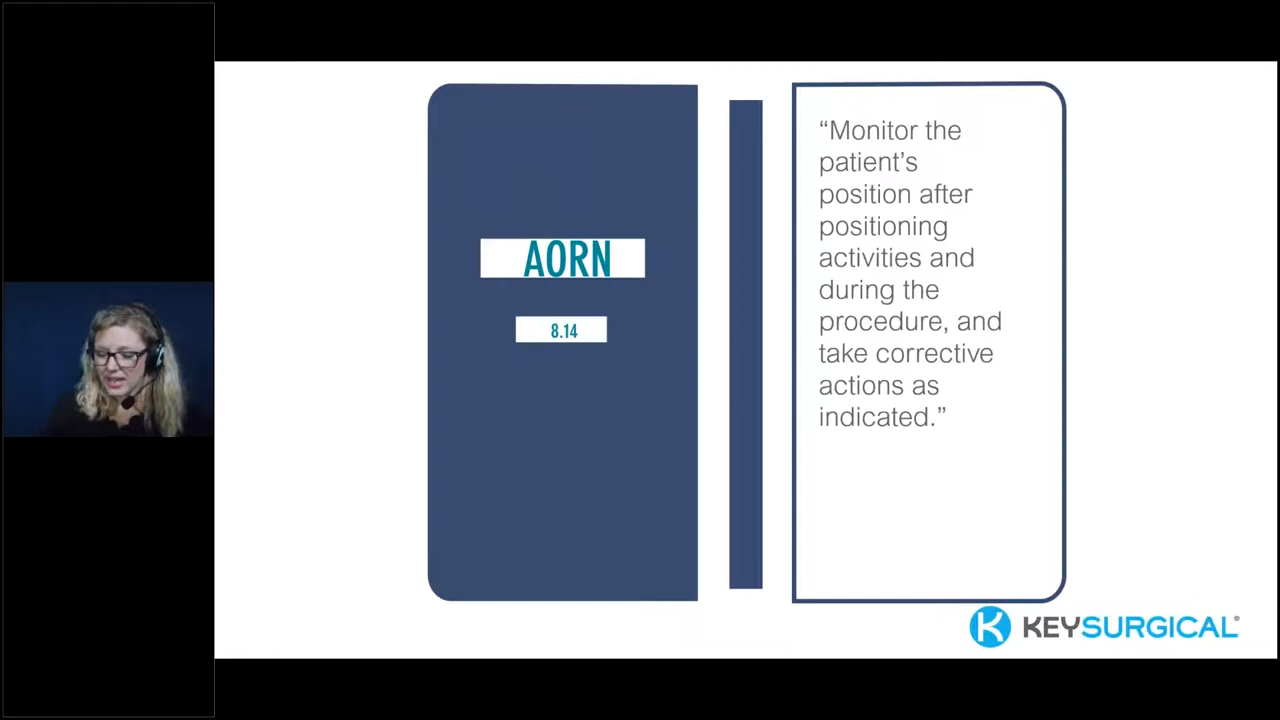 AORN
8.14
“Monitor the
patient’s
position after
positioning
activities and
during the
procedure, and
take corrective
actions as
indicated.”
K KEYSURGICAL®